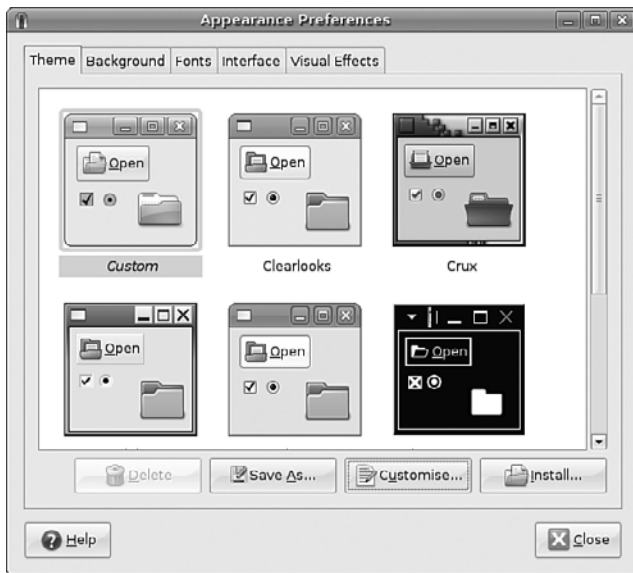 Appearance Preferences
Theme Background Fonts Interface Visual Effects
Open Open Open
Custom Clearlooks Crux
Open Open Open
Delete Save As... Customise... Install...
Help Close